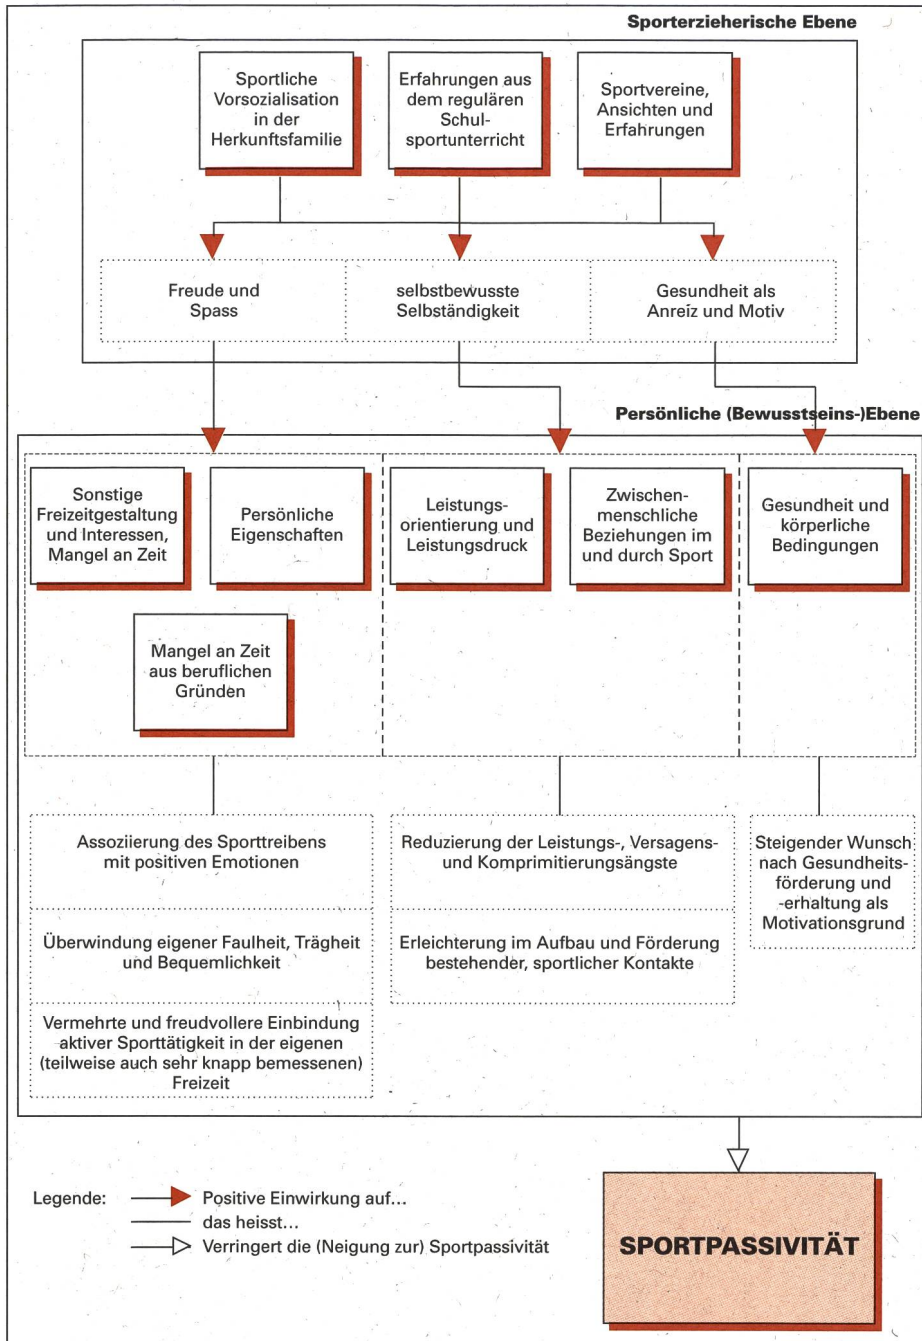 Sporterzieherische Ebene
Sportliche
Vorsozialisation
in der
Herkunftsfamilie
Erfahrungen aus
dem regulären
Schul-
sportunterricht
Sportvereine,
Ansichten und
Erfahrungen
Freude und
Spass
selbstbewusste
Selbständigkeit
Gesundheit als
Anreiz und Motiv
Persönliche (Bewusstseins-)Ebene
Sonstige
Freizeitgestaltung
und Interessen,
Mangel an Zeit
Persönliche
Eigenschaften
Mangel an Zeit
aus beruflichen
Gründen
Leistungs-
orientierung und
Leistungsdruck
Zwischen-
menschliche
Beziehungen im
und durch Sport
Gesundheit und
körperliche
Bedingungen
Assoziierung des Sporttreibens
mit positiven Emotionen
Überwindung eigener Faulheit, Trägheit
und Bequemlichkeit
Vermehrte und freudvollere Einbindung
aktiver Sporttätigkeit in der eigenen
(teilweise auch sehr knapp bemessenen)
Freizeit
Reduzierung der Leistungs-, Versagens-
und Komprimitierungsängste
Erleichterung im Aufbau und Förderung
bestehender, sportlicher Kontakte
Steigender Wunsch
nach Gesundheits-
förderung und
-erhaltung als
Motivationsgrund
Legende:
Positive Einwirkung auf...
das heisst...
Verringert die (Neigung zur) Sportpassivität
SPORTPASSIVITÄT